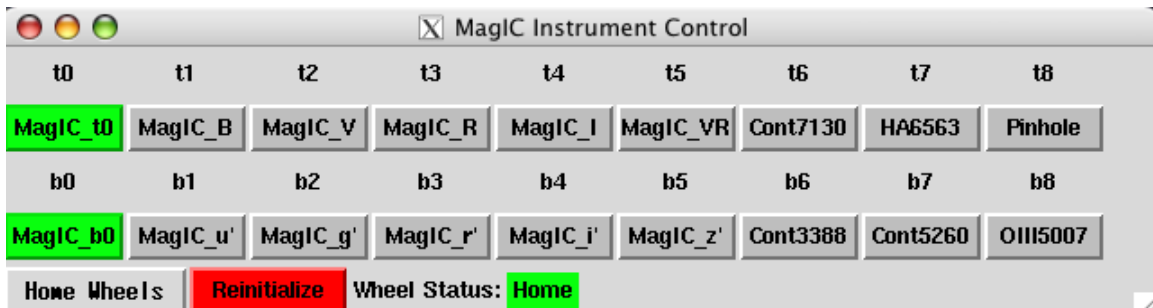 MagIC Instrument Control
t0 t1 t2 t3 t4 t5 t6 t7 t8
MagIC_t0 MagIC_B MagIC_V MagIC_R MagIC_I MagIC_VR Cont7130 HA6563 Pinhole
b0 b1 b2 b3 b4 b5 b6 b7 b8
MagIC_b0 MagIC_u' MagIC_g' MagIC_r' MagIC_i' MagIC_z' Cont3388 Cont5260 OIII5007
Home Wheels Reinitialize Wheel Status: Home